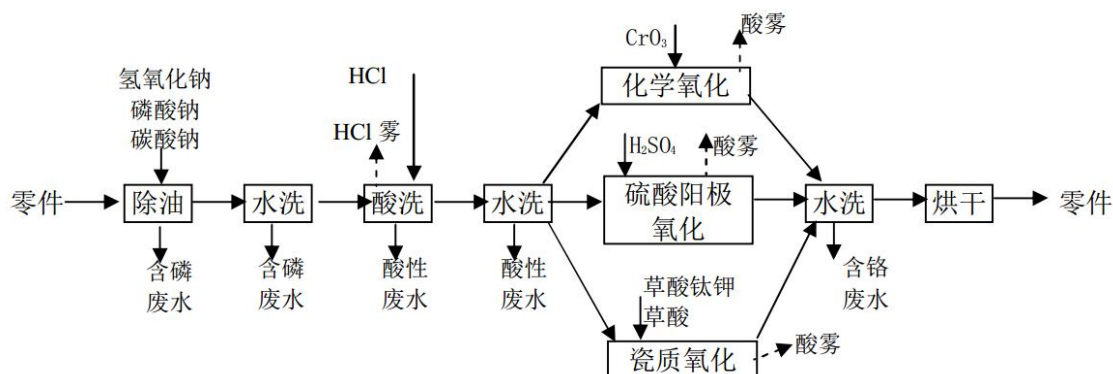 CrO₃
酸雾
化学氧化
氢氧化钠
磷酸钠
碳酸钠
HCl
HCl 雾
H₂SO₄
酸雾
零件
除油
水洗
酸洗
水洗
硫酸阳极
氧化
水洗
烘干
零件
含磷
废水
含磷
废水
酸性
废水
酸性
废水
含铬
废水
草酸钛钾
草酸
瓷质氧化
酸雾